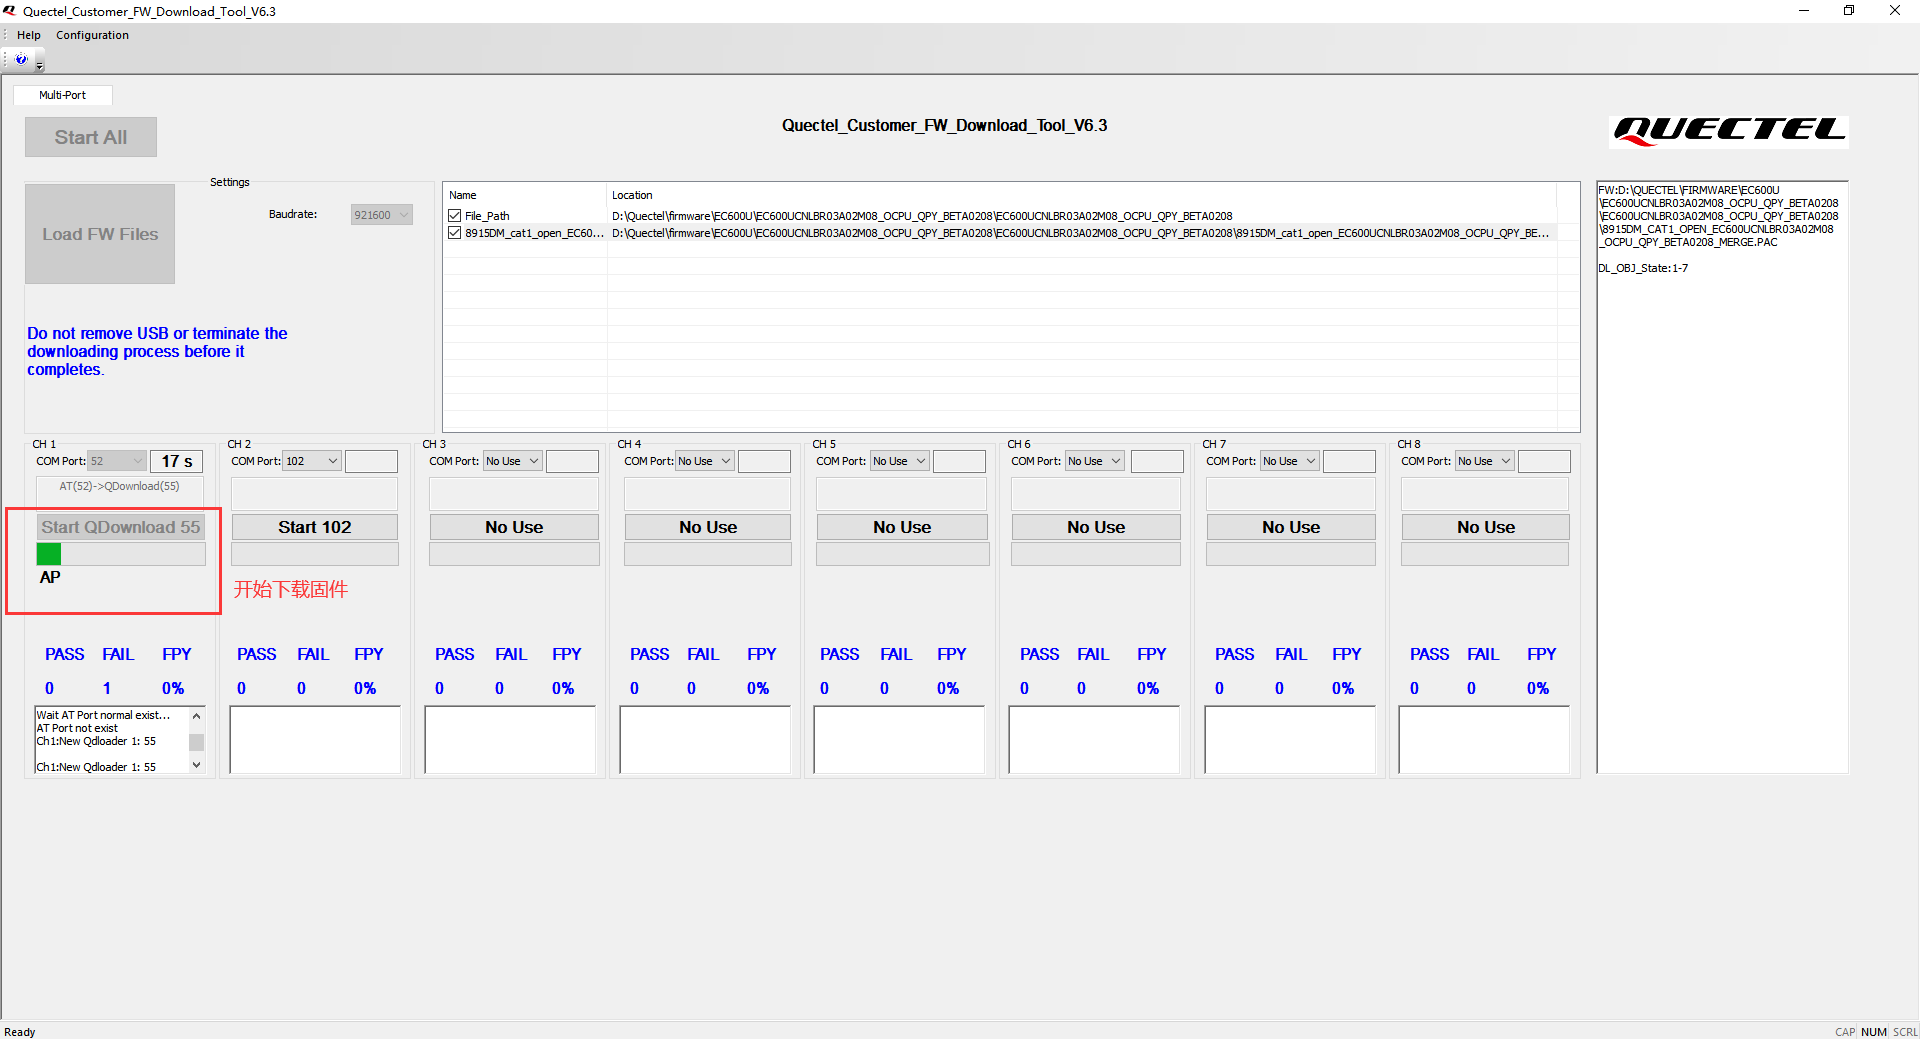 Quectel_Customer_FW_Download_Tool_V6.3
Help Configuration
Multi-Port
Start All
Quectel_Customer_FW_Download_Tool_V6.3
QUECTEL
Settings
Load FW Files
Baudrate: 921600
Do not remove USB or terminate the
downloading process before it
completes.
Name Location
File_Path D:\Quectel\firmware\EC600U\EC600UCNLBR03A02M08_OCPU_QPY_BETA0208\EC600UCNLBR03A02M08_OCPU_QPY_BETA0208
8915DM_cat1_open_EC60... D:\Quectel\firmware\EC600U\EC600UCNLBR03A02M08_OCPU_QPY_BETA0208\EC600UCNLBR03A02M08_OCPU_QPY_BETA0208\8915DM_cat1_open_EC600UCNLBR03A02M08_OCPU_QPY_BE...
FW:D:\QUECTEL\FIRMWARE\EC600U
\EC600UCNLBR03A02M08_OCPU_QPY_BETA0208
\EC600UCNLBR03A02M08_OCPU_QPY_BETA0208
\8915DM_CAT1_OPEN_EC600UCNLBR03A02M08
_OCPU_QPY_BETA0208_MERGE.PAC
DL_OBJ_State:1-7
CH 1 CH 2 CH 3 CH 4 CH 5 CH 6 CH 7 CH 8
COM Port: 52 17 s COM Port: 102 COM Port: No Use COM Port: No Use COM Port: No Use COM Port: No Use COM Port: No Use COM Port: No Use
AT(52)->QDownload(55)
Start QDownload 55 Start 102 No Use No Use No Use No Use No Use No Use
AP
开始下载固件
PASS FAIL FPY PASS FAIL FPY PASS FAIL FPY PASS FAIL FPY PASS FAIL FPY PASS FAIL FPY PASS FAIL FPY PASS FAIL FPY
0 1 0% 0 0 0% 0 0 0% 0 0 0% 0 0 0% 0 0 0% 0 0 0% 0 0 0%
Wait AT Port normal exist...
AT Port not exist
Ch1:New Qdloader 1: 55
Ch1:New Qdloader 1: 55
Ready CAP NUM SCRL